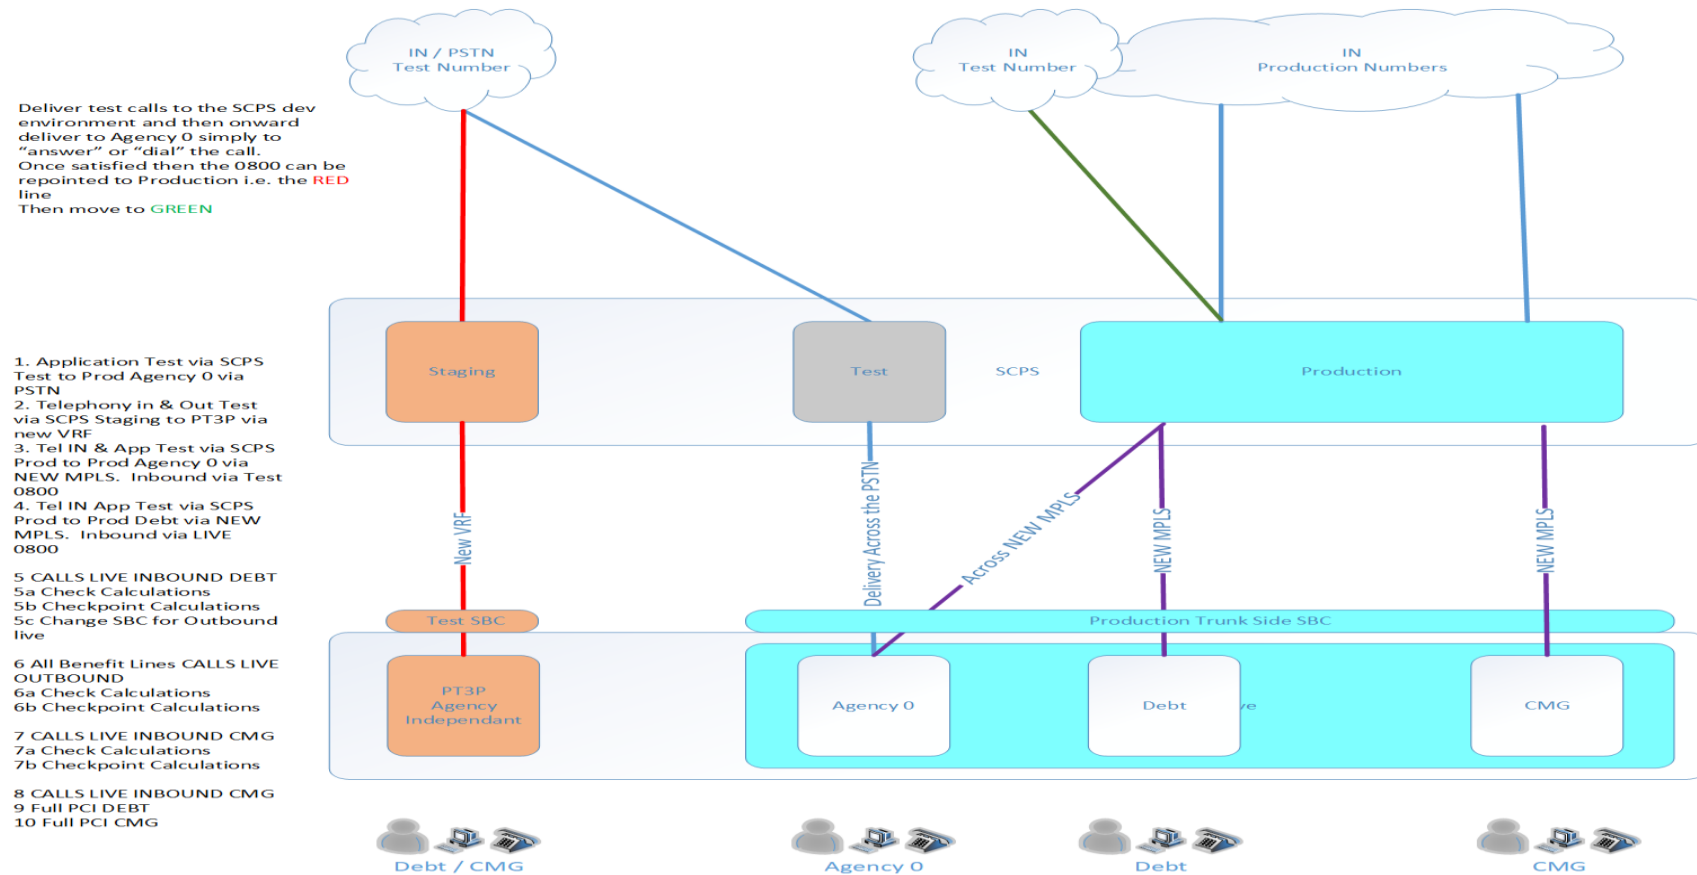 IN / PSTN
Test Number
IN
Test Number
IN
Production Numbers
Deliver test calls to the SCPS dev
environment and then onward
deliver to Agency 0 simply to
“answer” or “dial” the call.
Once satisfied then the 0800 can be
repointed to Production i.e. the RED
line
Then move to GREEN
Staging
Test
SCPS
Production
1. Application Test via SCPS
Test to Prod Agency 0 via
PSTN
2. Telephony in & Out Test
via SCPS Staging to PT3P via
new VRF
3. Tel IN & App Test via SCPS
Prod to Prod Agency 0 via
NEW MPLS.  Inbound via Test
0800
4. Tel IN App Test via SCPS
Prod to Prod Debt via NEW
MPLS.  Inbound via LIVE
0800
5 CALLS LIVE INBOUND DEBT
5a Check Calculations
5b Checkpoint Calculations
5c Change SBC for Outbound
live
6 All Benefit Lines CALLS LIVE
OUTBOUND
6a Check Calculations
6b Checkpoint Calculations
7 CALLS LIVE INBOUND CMG
7a Check Calculations
7b Checkpoint Calculations
8 CALLS LIVE INBOUND CMG
9 Full PCI DEBT
10 Full PCI CMG
New VRF
Delivery Across the PSTN
Across NEW MPLS
NEW MPLS
NEW MPLS
Test SBC
Production Trunk Side SBC
PT3P
Agency
Independant
Agency 0
Debt
CMG
Debt / CMG
Agency 0
Debt
CMG